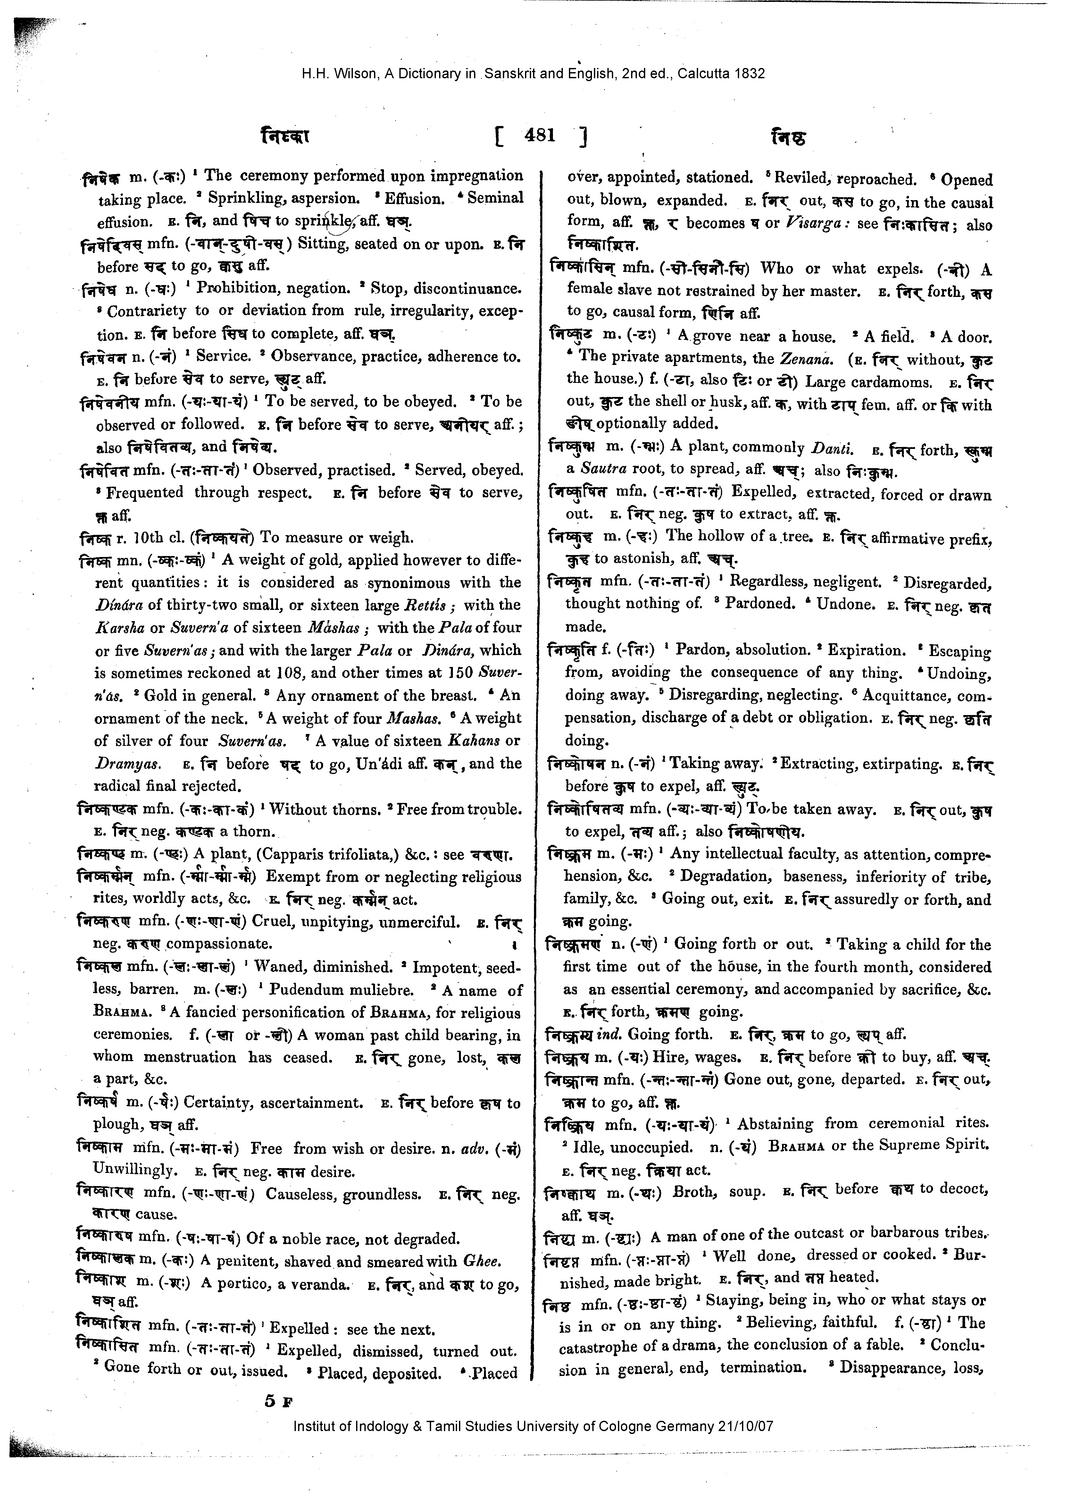 H.H. Wilson, A Dictionary in Sanskrit and English, 2nd ed., Calcutta 1832
निष्का [ 481 ] निष्ठ
निषेक m. (-कः) ¹ The ceremony performed upon impregnation
taking place. ² Sprinkling, aspersion. ³ Effusion. ⁴ Seminal
effusion. E. नि, and षिच to sprinkle, aff. घञ्.
निषेदिवस् mfn. (-वान्-दुषी-वस्) Sitting, seated on or upon. E. नि
before सद् to go, क्वसु aff.
निषेध n. (-धः) ¹ Prohibition, negation. ² Stop, discontinuance.
³ Contrariety to or deviation from rule, irregularity, excep-
tion. E. नि before सिध to complete, aff. घञ्.
निषेवन n. (-नं) ¹ Service. ² Observance, practice, adherence to.
E. नि before सेव to serve, ल्युट् aff.
निषेवनीय mfn. (-यः-या-यं) ¹ To be served, to be obeyed. ² To be
observed or followed. E. नि before सेव to serve, अनीयर् aff. ;
also निषेवितव्य, and निषेव्य.
निषेवित mfn. (-तः-ता-तं) ¹ Observed, practised. ² Served, obeyed.
³ Frequented through respect. E. नि before सेव to serve,
क्त aff.
निष्क r. 10th cl. (निष्कयते) To measure or weigh.
निष्क mn. (-ष्कः-ष्कं) ¹ A weight of gold, applied however to diffe-
rent quantities : it is considered as synonimous with the
Dínára of thirty-two small, or sixteen large Rettis ; with the
Karsha or Suvern'a of sixteen Máshas ; with the Pala of four
or five Suvern'as ; and with the larger Pala or Dinára, which
is sometimes reckoned at 108, and other times at 150 Suver-
n'as. ² Gold in general. ³ Any ornament of the breast. ⁴ An
ornament of the neck. ⁵ A weight of four Mashas. ⁶ A weight
of silver of four Suvern'as. ⁷ A value of sixteen Kahans or
Dramyas. E. नि before षद् to go, Un'ádi aff. कन्, and the
radical final rejected.
निष्कण्टक mfn. (-कः-का-कं) ¹ Without thorns. ² Free from trouble.
E. निर् neg. कण्टक a thorn.
निष्कण्ठ m. (-ण्ठः) A plant, (Capparis trifoliata,) &c. : see वरुण.
निष्कर्म्मन् mfn. (-र्म्मा-र्म्मा-र्म्म) Exempt from or neglecting religious
rites, worldly acts, &c. E. निर् neg. कर्म्मन् act.
निष्करुण mfn. (-णः-णा-णं) Cruel, unpitying, unmerciful. E. निर्
neg. करुण compassionate.
निष्कल mfn. (-लः-ला-लं) ¹ Waned, diminished. ² Impotent, seed-
less, barren. m. (-लः) ¹ Pudendum muliebre. ² A name of
BRAHMA. ³ A fancied personification of BRAHMA, for religious
ceremonies. f. (-ला or -ली) A woman past child bearing, in
whom menstruation has ceased. E. निर् gone, lost, कल
a part, &c.
निष्कर्ष m. (-र्षः) Certainty, ascertainment. E. निर् before कृष to
plough, घञ् aff.
निष्काम mfn. (-मः-मा-मं) Free from wish or desire. n. adv. (-मं)
Unwillingly. E. निर् neg. काम desire.
निष्कारण mfn. (-णः-णा-णं) Causeless, groundless. E. निर् neg.
कारण cause.
निष्कारुष mfn. (-षः-षा-षं) Of a noble race, not degraded.
निष्कालक m. (-कः) A penitent, shaved and smeared with Ghee.
निष्काश m. (-शः) A portico, a veranda. E. निर्, and कश to go,
घञ् aff.
निष्काशित mfn. (-तः-ता-तं) ¹ Expelled : see the next.
निष्कासित mfn. (-तः-ता-तं) ¹ Expelled, dismissed, turned out.
² Gone forth or out, issued. ³ Placed, deposited. ⁴ Placed
5 F
over, appointed, stationed. ⁵ Reviled, reproached. ⁶ Opened
out, blown, expanded. E. निर् out, कस to go, in the causal
form, aff. क्त, र becomes ष or Visarga : see निःकासित ; also
निष्काशित.
निष्कासिन् mfn. (-सी-सिनी-सि) Who or what expels. (-नी) A
female slave not restrained by her master. E. निर् forth, कस
to go, causal form, णिनि aff.
निष्कुट m. (-टः) ¹ A grove near a house. ² A field. ³ A door.
⁴ The private apartments, the Zenana. (E. निर् without, कुट
the house.) f. (-टा, also टिः or टी) Large cardamoms. E. निर्
out, कुट the shell or husk, aff. क, with टाप् fem. aff. or कि with
ङीष् optionally added.
निष्कुम्भ m. (-म्भः) A plant, commonly Danti. E. निर् forth, स्कुम्भ
a Sautra root, to spread, aff. अच् ; also निःकुम्भ.
निष्कुषित mfn. (-तः-ता-तं) Expelled, extracted, forced or drawn
out. E. निर् neg. कुष to extract, aff. क्त.
निष्कुह m. (-हः) The hollow of a tree. E. निर् affirmative prefix,
कुह to astonish, aff. अच्.
निष्कृत mfn. (-तः-ता-तं) ¹ Regardless, negligent. ² Disregarded,
thought nothing of. ³ Pardoned. ⁴ Undone. E. निर् neg. कृत
made.
निष्कृति f. (-तिः) ¹ Pardon, absolution. ² Expiration. ³ Escaping
from, avoiding the consequence of any thing. ⁴ Undoing,
doing away. ⁵ Disregarding, neglecting. ⁶ Acquittance, com-
pensation, discharge of a debt or obligation. E. निर् neg. कृति
doing.
निष्कोषन n. (-नं) ¹ Taking away. ² Extracting, extirpating. E. निर्
before कुष to expel, aff. ल्युट्.
निष्कोषितव्य mfn. (-व्यः-व्या-व्यं) To be taken away. E. निर् out, कुष
to expel, तव्य aff. ; also निष्कोषणीय.
निष्क्रम m. (-मः) ¹ Any intellectual faculty, as attention, compre-
hension, &c. ² Degradation, baseness, inferiority of tribe,
family, &c. ³ Going out, exit. E. निर् assuredly or forth, and
क्रम going.
निष्क्रमण n. (-णं) ¹ Going forth or out. ² Taking a child for the
first time out of the house, in the fourth month, considered
as an essential ceremony, and accompanied by sacrifice, &c.
E. निर् forth, क्रमण going.
निष्क्रम्य ind. Going forth. E. निर्, क्रम to go, ल्यप् aff.
निष्क्रय m. (-यः) Hire, wages. E. निर् before क्री to buy, aff. अच्.
निष्क्रान्त mfn. (-न्तः-न्ता-न्तं) Gone out, gone, departed. E. निर् out,
क्रम to go, aff. क्त.
निष्क्रिय mfn. (-यः-या-यं) ¹ Abstaining from ceremonial rites.
² Idle, unoccupied. n. (-यं) BRAHMA or the Supreme Spirit.
E. निर् neg. क्रिया act.
निष्क्वाथ m. (-थः) Broth, soup. E. निर् before क्वथ to decoct,
aff. घञ्.
निष्ट्य m. (-ष्ट्यः) A man of one of the outcast or barbarous tribes.
निष्टप्त mfn. (-प्तः-प्ता-प्तं) ¹ Well done, dressed or cooked. ² Bur-
nished, made bright. E. निर्, and तप्त heated.
निष्ठ mfn. (-ष्ठः-ष्ठा-ष्ठं) ¹ Staying, being in, who or what stays or
is in or on any thing. ² Believing, faithful. f. (-ष्ठा) ¹ The
catastrophe of a drama, the conclusion of a fable. ² Conclu-
sion in general, end, termination. ³ Disappearance, loss,
Institut of Indology & Tamil Studies University of Cologne Germany 21/10/07